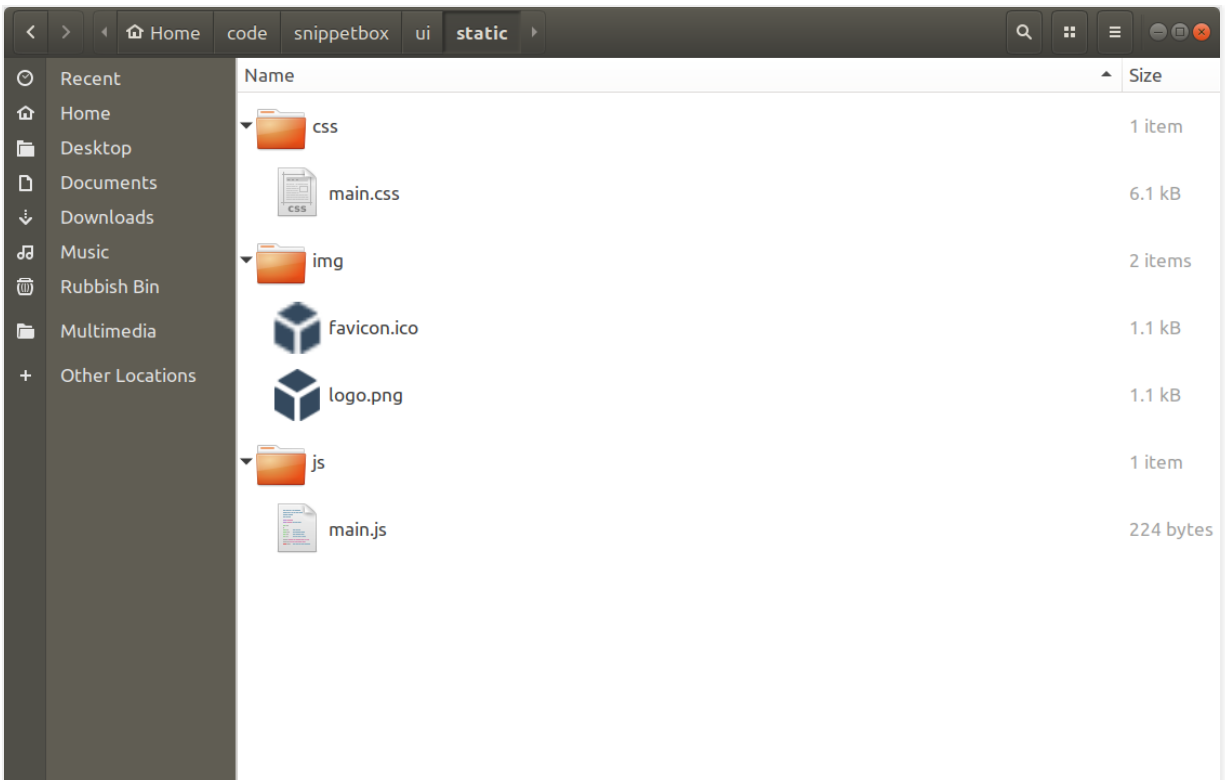 Home code snippetbox ui static
Recent
Home
Desktop
Documents
Downloads
Music
Rubbish Bin
Multimedia
Other Locations
Name Size
css 1 item
main.css 6.1 kB
img 2 items
favicon.ico 1.1 kB
logo.png 1.1 kB
js 1 item
main.js 224 bytes